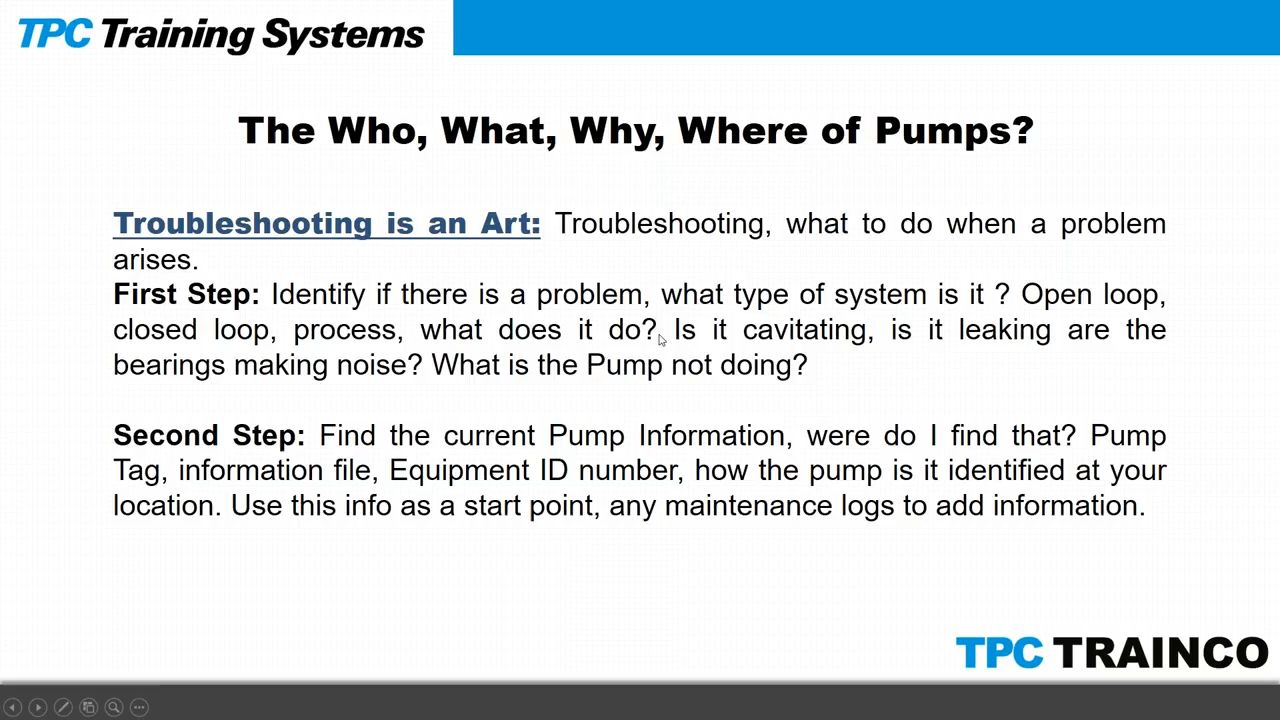 TPC Training Systems
The Who, What, Why, Where of Pumps?
Troubleshooting is an Art: Troubleshooting, what to do when a problem
arises.
First Step: Identify if there is a problem, what type of system is it ? Open loop,
closed loop, process, what does it do? Is it cavitating, is it leaking are the
bearings making noise? What is the Pump not doing?
Second Step: Find the current Pump Information, were do I find that? Pump
Tag, information file, Equipment ID number, how the pump is it identified at your
location. Use this info as a start point, any maintenance logs to add information.
TPC TRAINCO